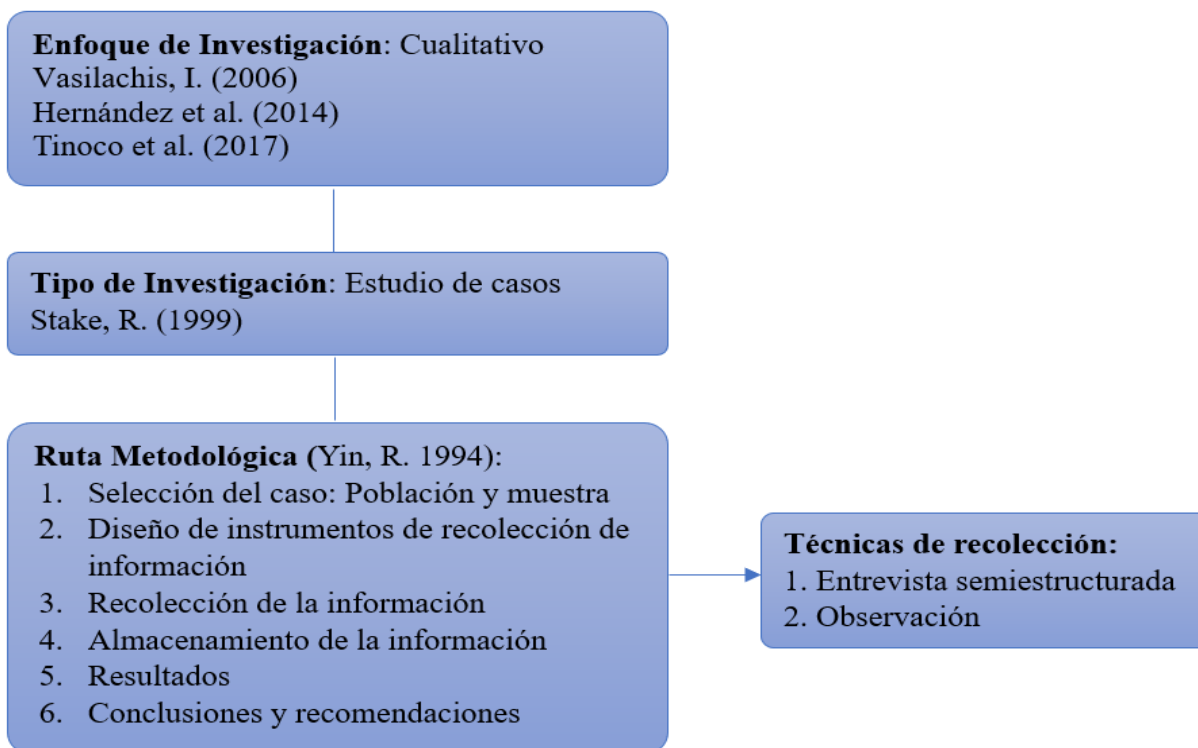 Enfoque de Investigación: Cualitativo
Vasilachis, I. (2006)
Hernández et al. (2014)
Tinoco et al. (2017)
Tipo de Investigación: Estudio de casos
Stake, R. (1999)
Ruta Metodológica (Yin, R. 1994):
1. Selección del caso: Población y muestra
2. Diseño de instrumentos de recolección de
información
3. Recolección de la información
4. Almacenamiento de la información
5. Resultados
6. Conclusiones y recomendaciones
Técnicas de recolección:
1. Entrevista semiestructurada
2. Observación